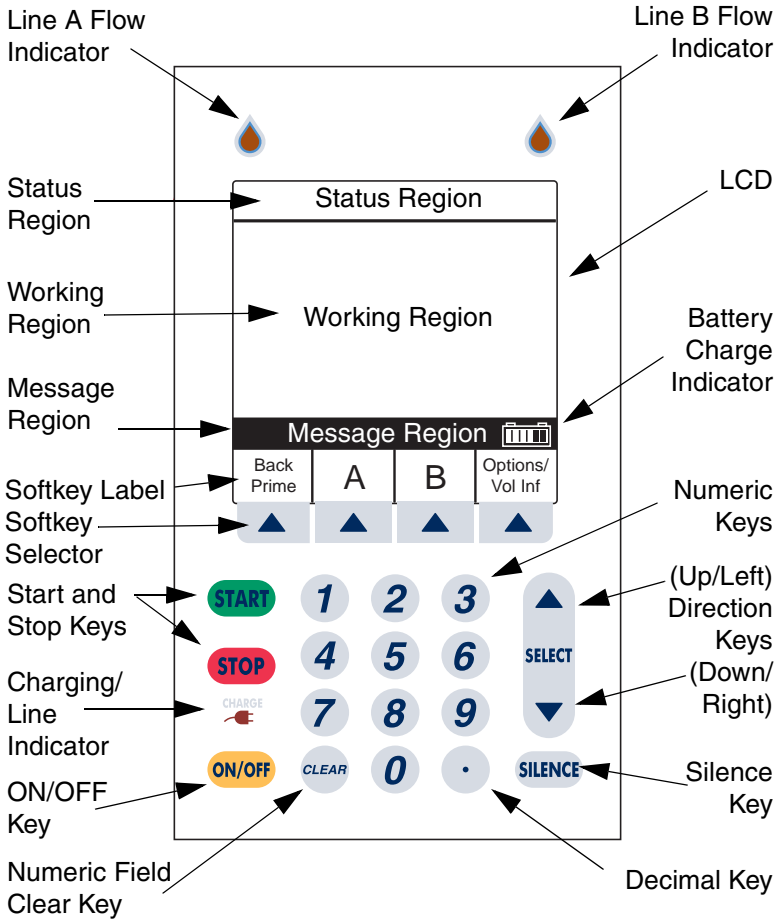 Line A Flow
Indicator
Line B Flow
Indicator
Status
Region
Status Region
LCD
Working
Region
Working Region
Battery
Charge
Indicator
Message
Region
Message Region
Softkey Label
Back
Prime
A
B
Options/
Vol Inf
Softkey
Selector
Numeric
Keys
Start and
Stop Keys
START
1
2
3
(Up/Left)
Direction
Keys
SELECT
STOP
4
5
6
(Down/
Right)
Charging/
Line
Indicator
CHARGE
7
8
9
ON/OFF
Key
ON/OFF
CLEAR
0
.
SILENCE
Silence
Key
Numeric Field
Clear Key
Decimal Key